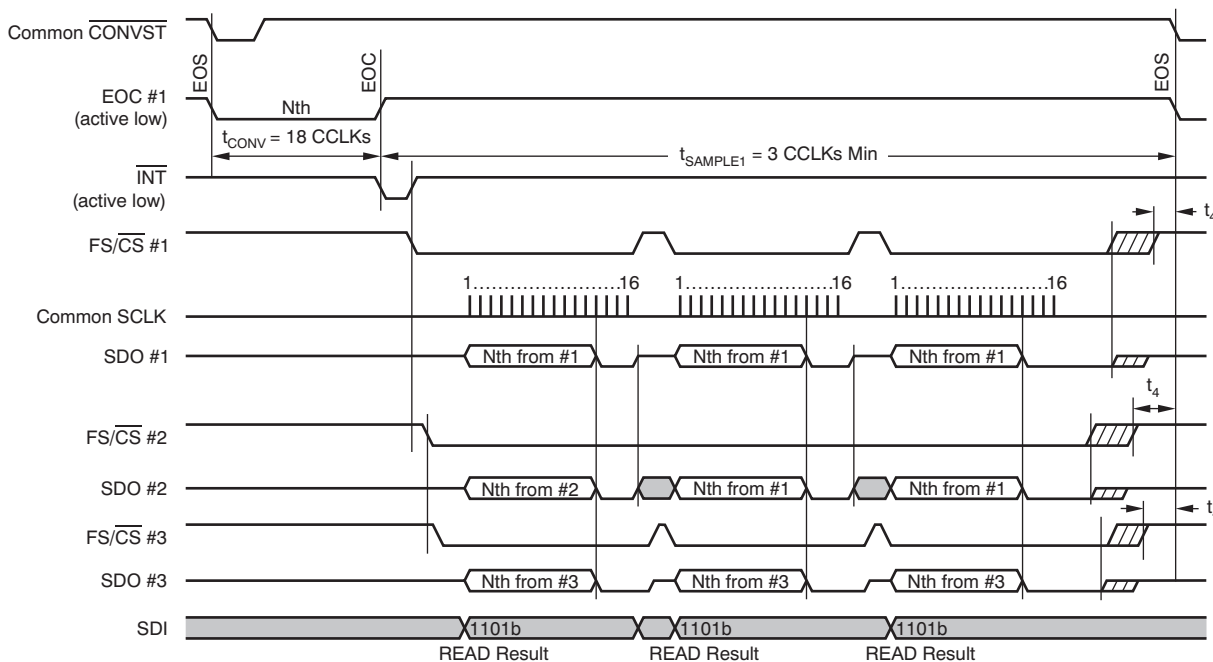 Common CONVST
EOS
EOC
EOS
EOC #1
(active low)
Nth
tCONV = 18 CCLKs
tSAMPLE1 = 3 CCLKs Min
INT
(active low)
t4
FS/CS #1
1.......................16
1.......................16
1.......................16
Common SCLK
SDO #1
Nth from #1
Nth from #1
Nth from #1
t4
FS/CS #2
SDO #2
Nth from #2
Nth from #1
Nth from #1
t
FS/CS #3
SDO #3
Nth from #3
Nth from #3
Nth from #3
SDI
1101b
1101b
1101b
READ Result
READ Result
READ Result